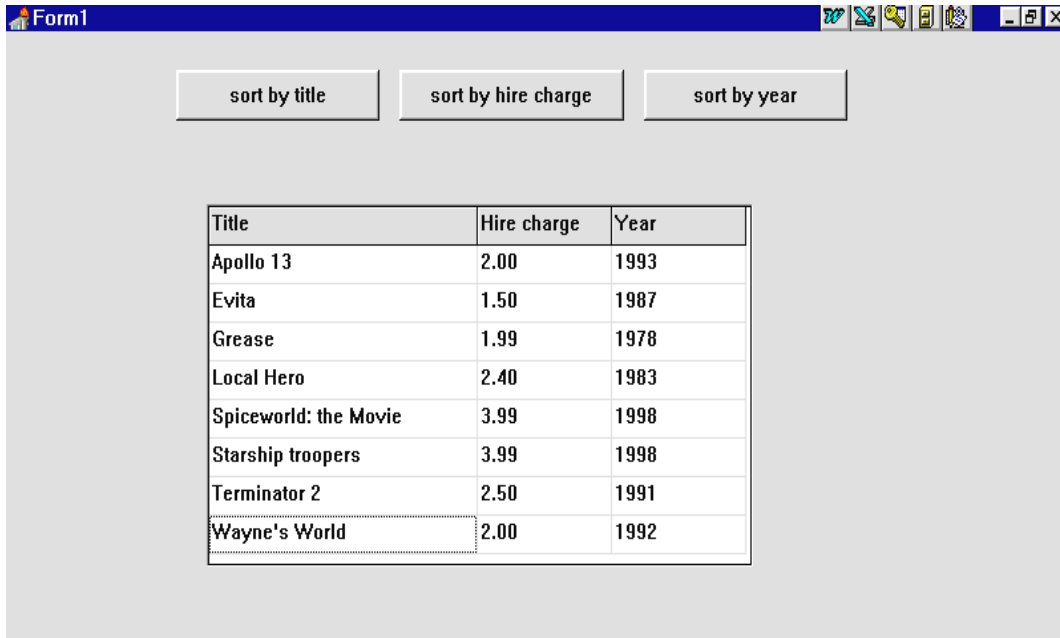 Form1
sort by title sort by hire charge sort by year
Title Hire charge Year
Apollo 13 2.00 1993
Evita 1.50 1987
Grease 1.99 1978
Local Hero 2.40 1983
Spiceworld: the Movie 3.99 1998
Starship troopers 3.99 1998
Terminator 2 2.50 1991
Wayne's World 2.00 1992